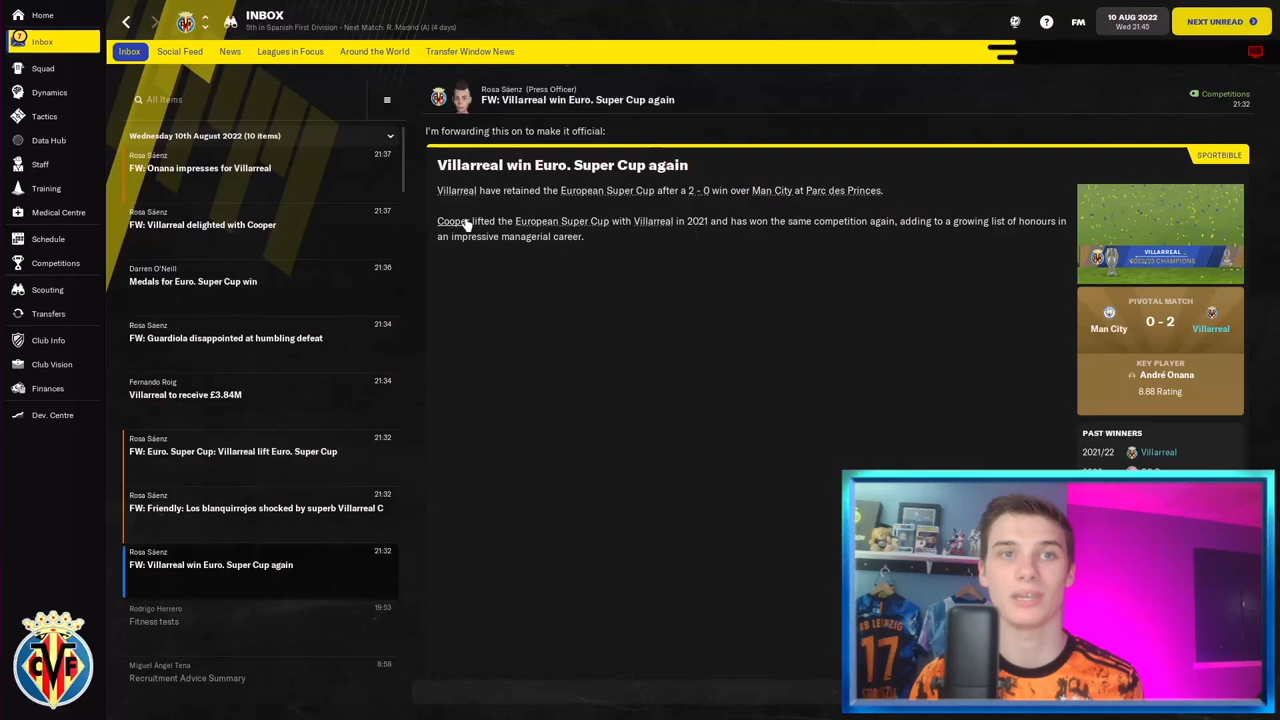 Home
Inbox
7
Squad
Dynamics
Tactics
Data Hub
Staff
Training
Medical Centre
Schedule
Competitions
Scouting
Transfers
Club Info
Club Vision
Finances
Dev. Centre
CVF
INBOX
5th in Spanish First Division - Next Match: R. Madrid (A) (4 days)
FM
10 AUG 2022
Wed 21:45
NEXT UNREAD
Inbox
Social Feed
News
Leagues in Focus
Around the World
Transfer Window News
All Items
Wednesday 10th August 2022 (10 items)
Rosa Sáenz 21:37
FW: Onana impresses for Villarreal
Rosa Sáenz 21:37
FW: Villarreal delighted with Cooper
Darren O'Neill 21:36
Medals for Euro. Super Cup win
Rosa Sáenz 21:34
FW: Guardiola disappointed at humbling defeat
Fernando Roig 21:34
Villarreal to receive £3.84M
Rosa Sáenz 21:32
FW: Euro. Super Cup: Villarreal lift Euro. Super Cup
Rosa Sáenz 21:32
FW: Friendly: Los blanquirrojos shocked by superb Villarreal C
Rosa Sáenz 21:32
FW: Villarreal win Euro. Super Cup again
Rodrigo Herrero 19:53
Fitness tests
Miguel Ángel Tena 8:58
Recruitment Advice Summary
Rosa Sáenz (Press Officer)
FW: Villarreal win Euro. Super Cup again
Competitions
21:32
I'm forwarding this on to make it official:
SPORTBIBLE
Villarreal win Euro. Super Cup again
Villarreal have retained the European Super Cup after a 2 - 0 win over Man City at Parc des Princes.
Cooper lifted the European Super Cup with Villarreal in 2021 and has won the same competition again, adding to a growing list of honours in
an impressive managerial career.
VILLARREAL
2022/23 CHAMPIONS
PIVOTAL MATCH
Man City 0 - 2 Villarreal
KEY PLAYER
André Onana
8.88 Rating
PAST WINNERS
2021/22 Villarreal
RB LEIPZIG
17